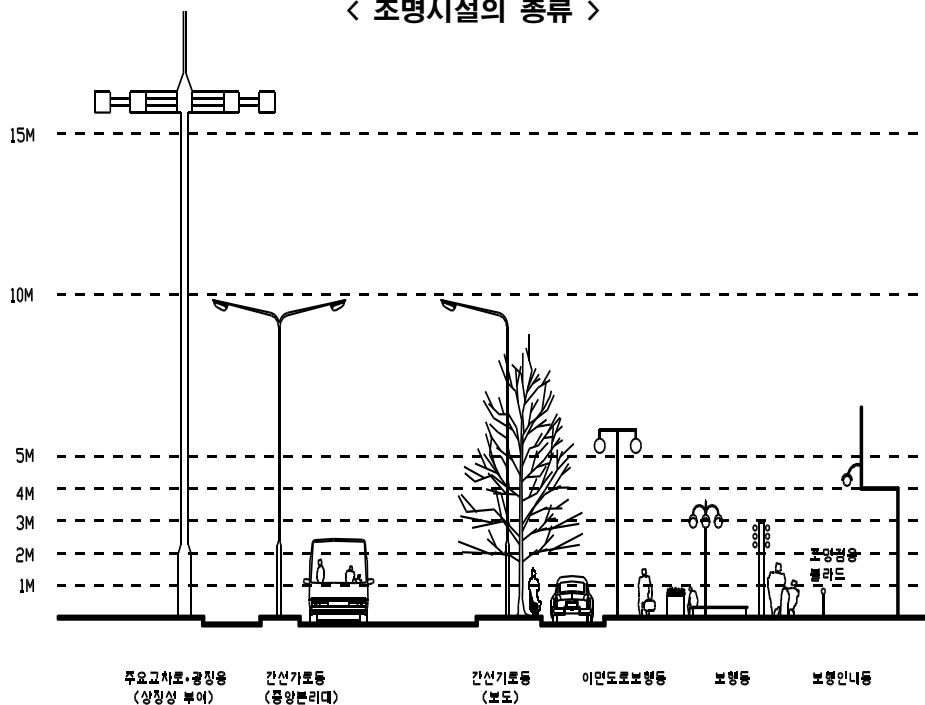 < 조명시설의 종류 >
15M
10M
5M
4M
3M
2M
1M
조명겸용
볼라드
주요교차로·광장용
(상징성 부여)
간선가로등
(중앙분리대)
간선가로등
(보도)
이면도로보행등
보행등
보행안내등